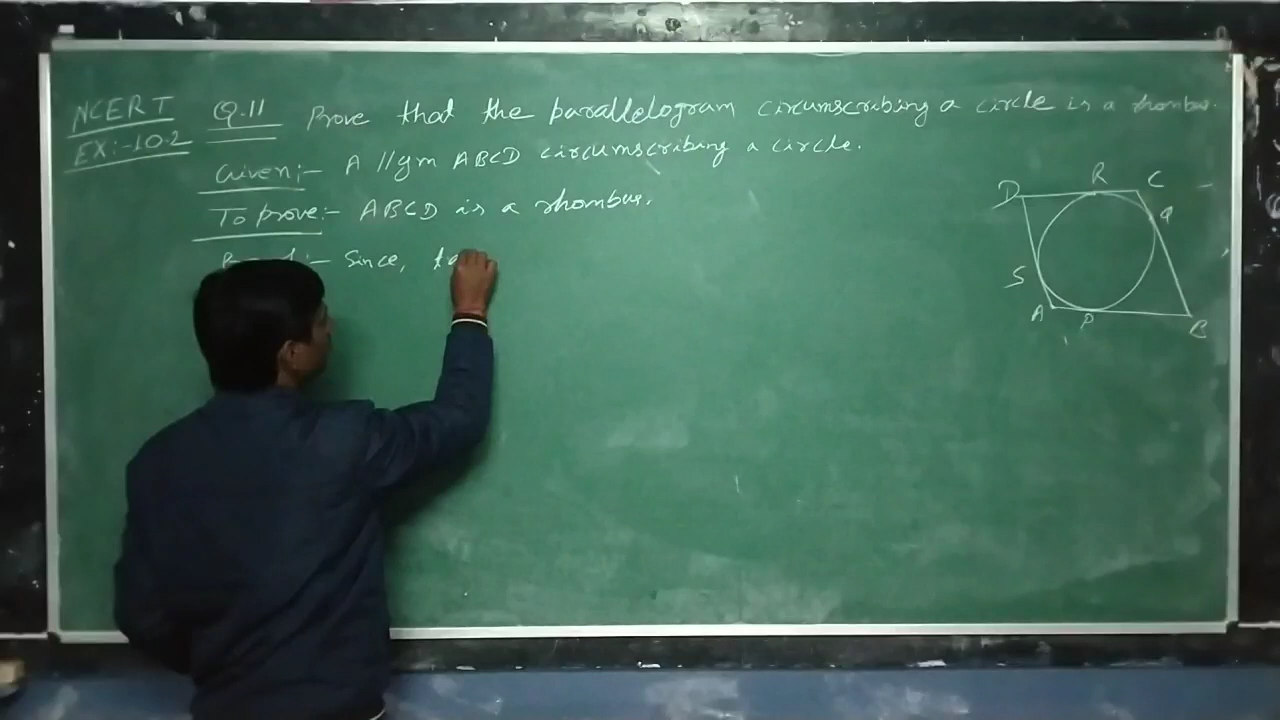 NCERT
EX:-10.2
Q.11 Prove that the parallelogram circumscribing a circle is a rhombus.
Given:- A //gm ABCD circumscribing a circle.
To prove:- ABCD is a rhombus.
:- Since,
D R C
Q
S
A P B